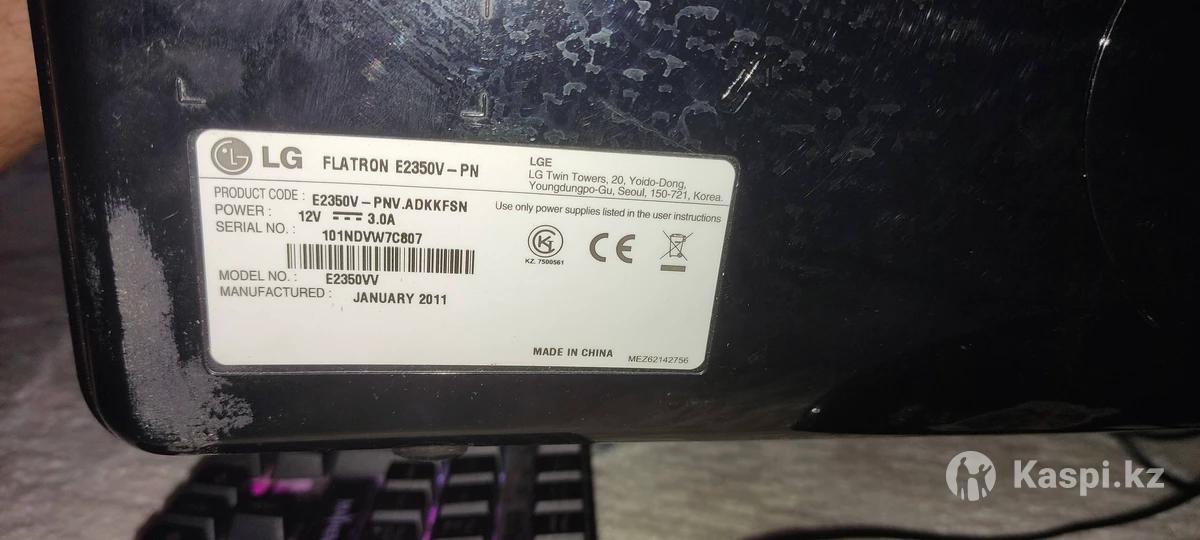 LG FLATRON E2350V-PN
LGE
LG Twin Towers, 20, Yoido-Dong,
Youngdungpo-Gu, Seoul, 150-721, Korea.
PRODUCT CODE : E2350V-PNV.ADKKFSN
POWER : 12V 3.0A
SERIAL NO. : 101NDVW7C807
Use only power supplies listed in the user instructions
KZ. 7500561
CE
MODEL NO. : E2350VV
MANUFACTURED : JANUARY 2011
MADE IN CHINA
MEZ62142756
Kaspi.kz